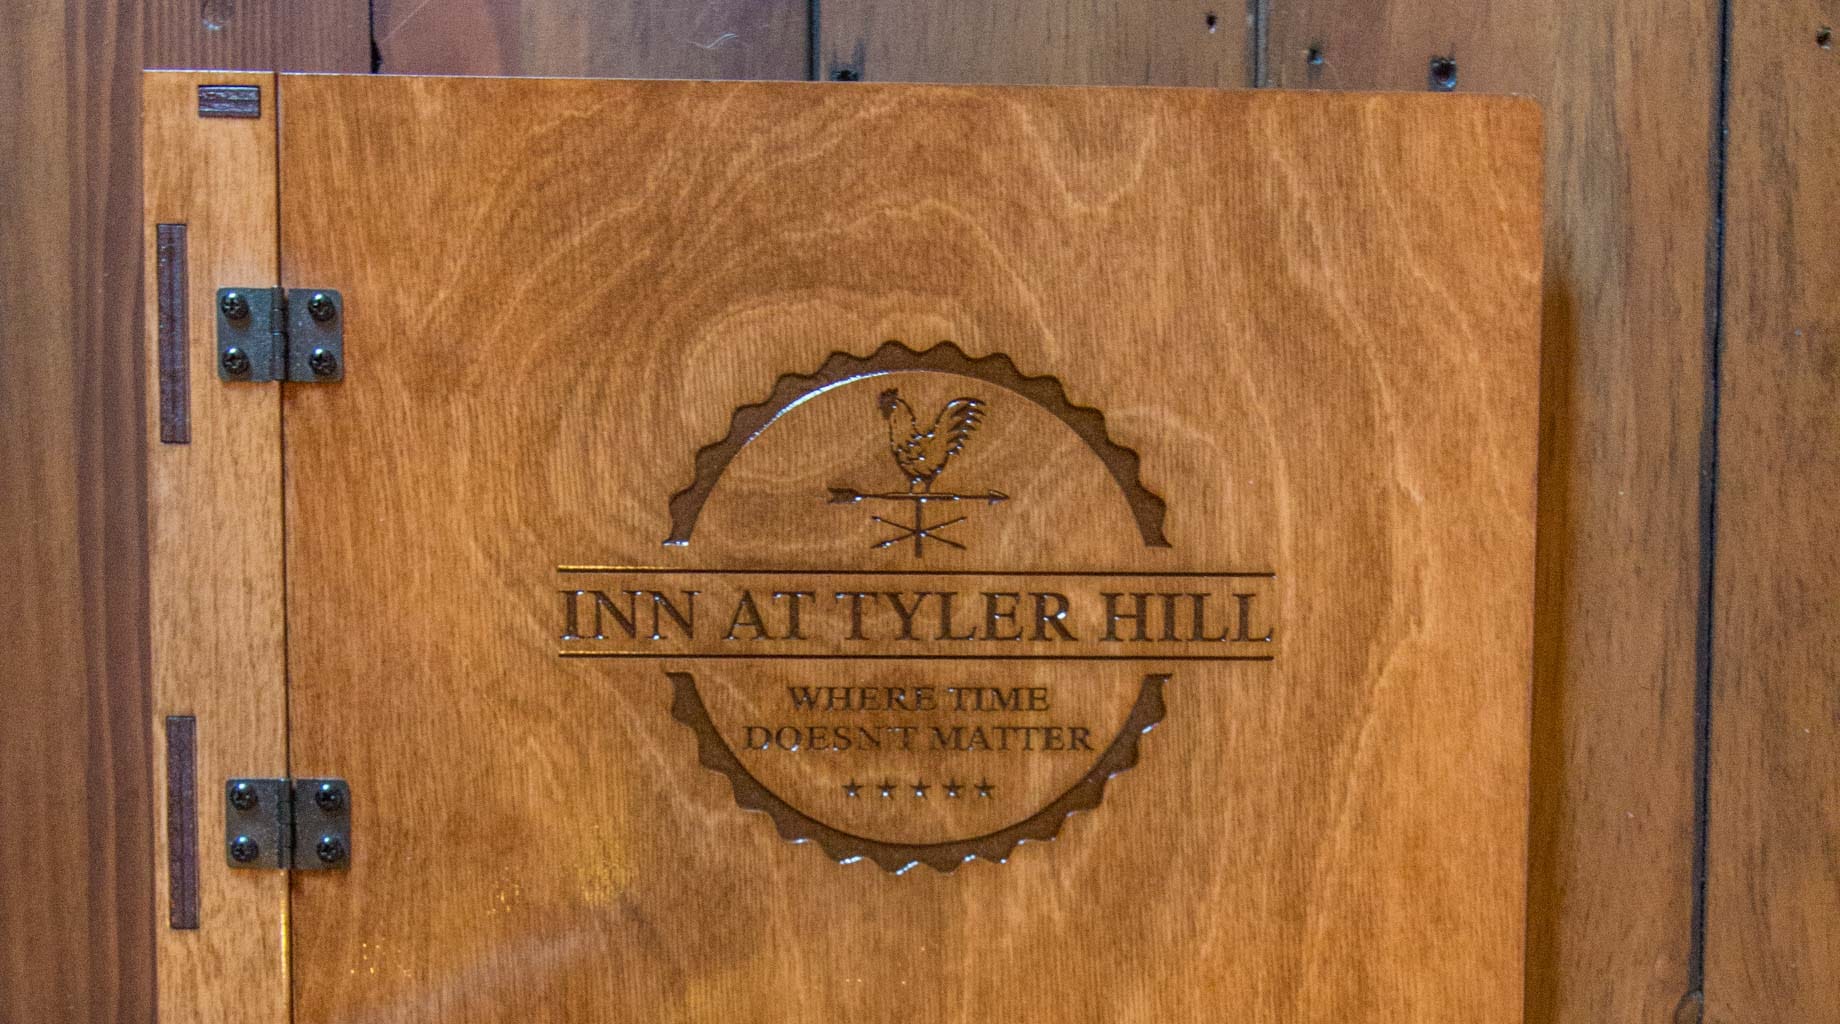 INN AT TYLER HILL
WHERE TIME
DOESN'T MATTER